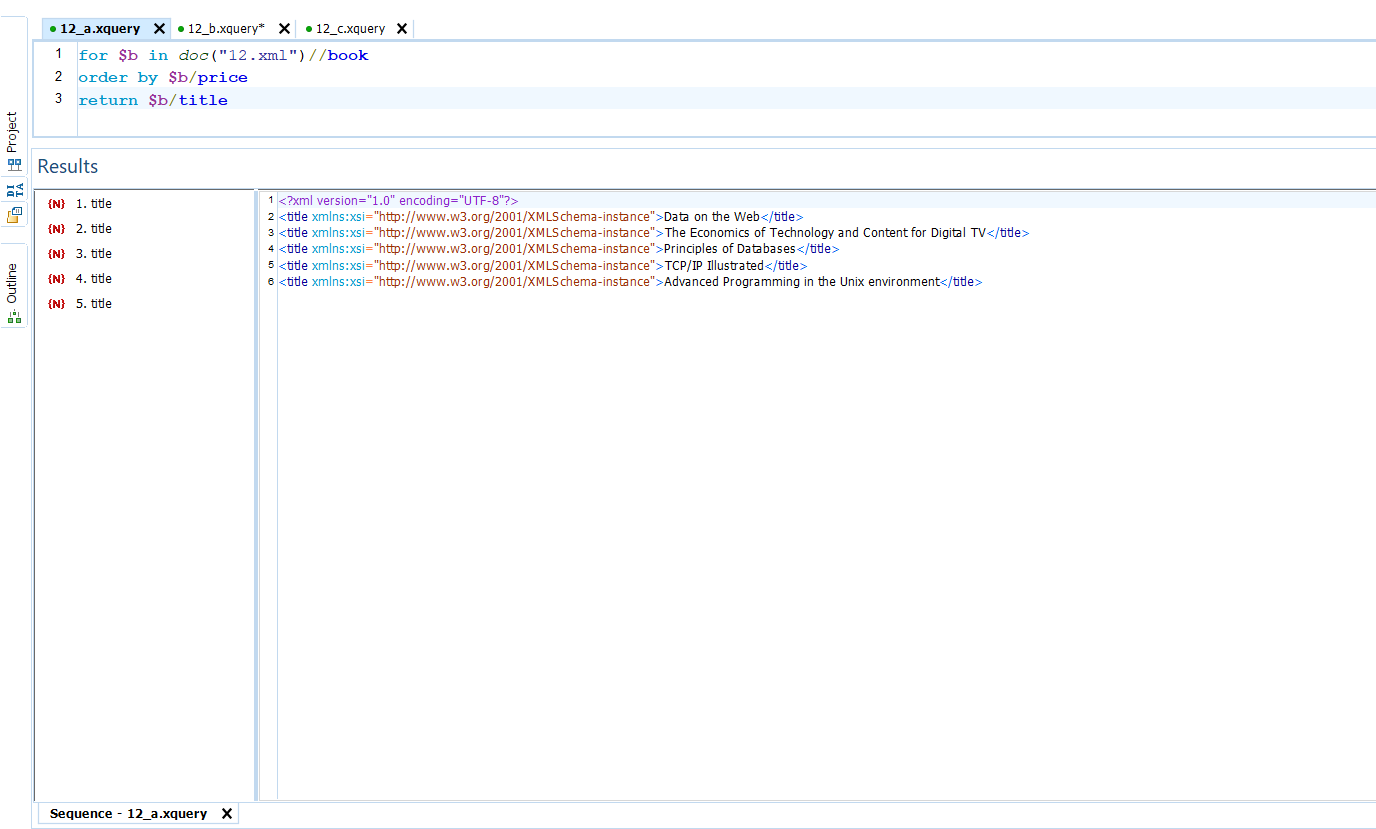 12_a.xquery
12_b.xquery*
12_c.xquery
1 for $b in doc("12.xml")//book
2 order by $b/price
3 return $b/title
Project
DITA
Outline
Results
{N} 1. title
{N} 2. title
{N} 3. title
{N} 4. title
{N} 5. title
1 <?xml version="1.0" encoding="UTF-8"?>
2 <title xmlns:xsi="http://www.w3.org/2001/XMLSchema-instance">Data on the Web</title>
3 <title xmlns:xsi="http://www.w3.org/2001/XMLSchema-instance">The Economics of Technology and Content for Digital TV</title>
4 <title xmlns:xsi="http://www.w3.org/2001/XMLSchema-instance">Principles of Databases</title>
5 <title xmlns:xsi="http://www.w3.org/2001/XMLSchema-instance">TCP/IP Illustrated</title>
6 <title xmlns:xsi="http://www.w3.org/2001/XMLSchema-instance">Advanced Programming in the Unix environment</title>
Sequence - 12_a.xquery